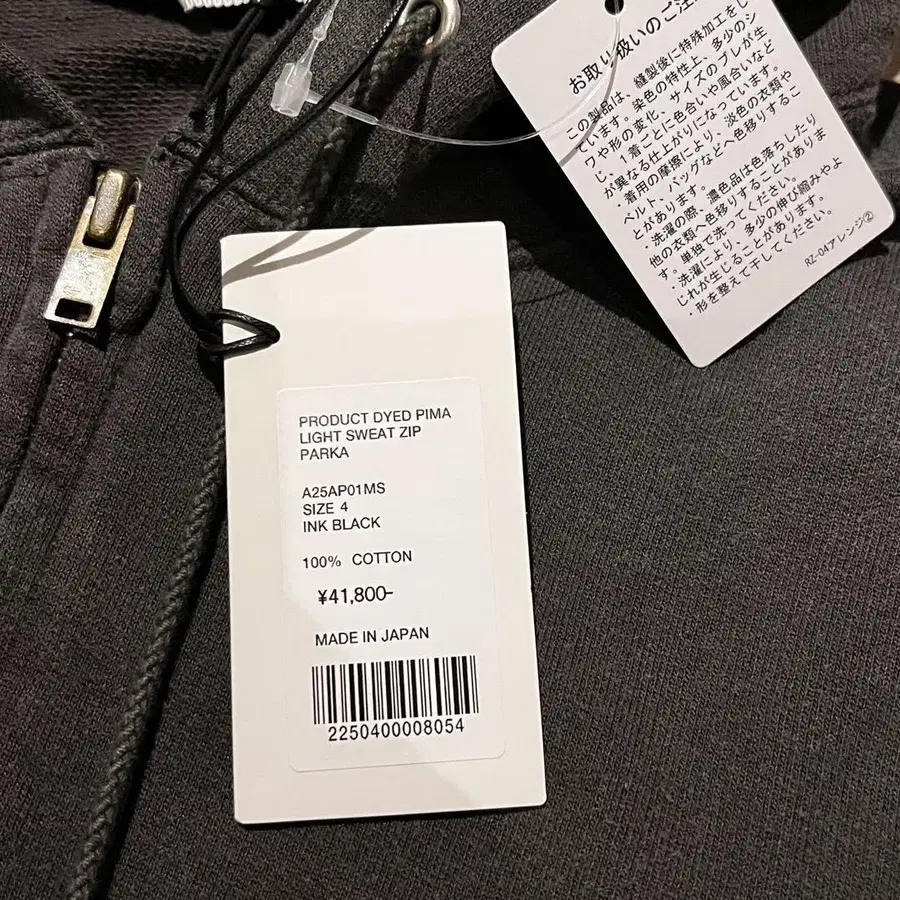 PRODUCT DYED PIMA
LIGHT SWEAT ZIP
PARKA
A25AP01MS
SIZE 4
INK BLACK
100% COTTON
¥41,800-
MADE IN JAPAN
2250400008054
お取り扱いのご注
この製品は、縫製後に特殊加工をし
ています。染色の特性上、多少のシ
ワや形の変化、サイズのブレが生
じ、1着ごとに色合いや風合いなど
が異なる仕上がりになっています。
・着用の摩擦により、淡色の衣類や
ベルト、バッグなどへ色移りするこ
とがあります。
・洗濯の際、濃色品は色落ちしたり
他の衣類へ色移りすることがありま
す。単独で洗ってください。
・洗濯により、多少の伸び縮みやよ
じれが生じることがあります。
・形を整えて干してください。
RZ-04アレンジ②